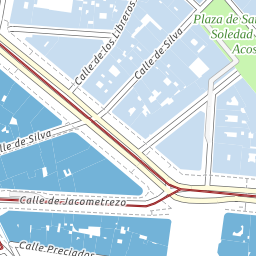 Plaza de Sa
Soledad
Acos
Calle de los Libreros
Calle de Silva
Calle de Silva
Calle de Jacometrezo
Calle Preciados